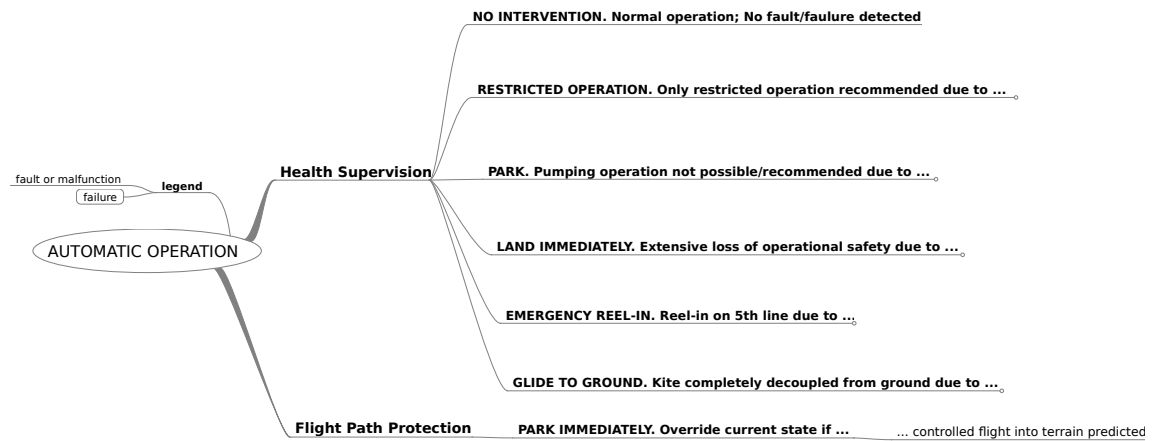 NO INTERVENTION. Normal operation; No fault/faulure detected
RESTRICTED OPERATION. Only restricted operation recommended due to ...
Health Supervision
PARK. Pumping operation not possible/recommended due to ...
fault or malfunction
legend
failure
AUTOMATIC OPERATION
LAND IMMEDIATELY. Extensive loss of operational safety due to ...
EMERGENCY REEL-IN. Reel-in on 5th line due to ...
GLIDE TO GROUND. Kite completely decoupled from ground due to ...
Flight Path Protection
PARK IMMEDIATELY. Override current state if ...
... controlled flight into terrain predicted